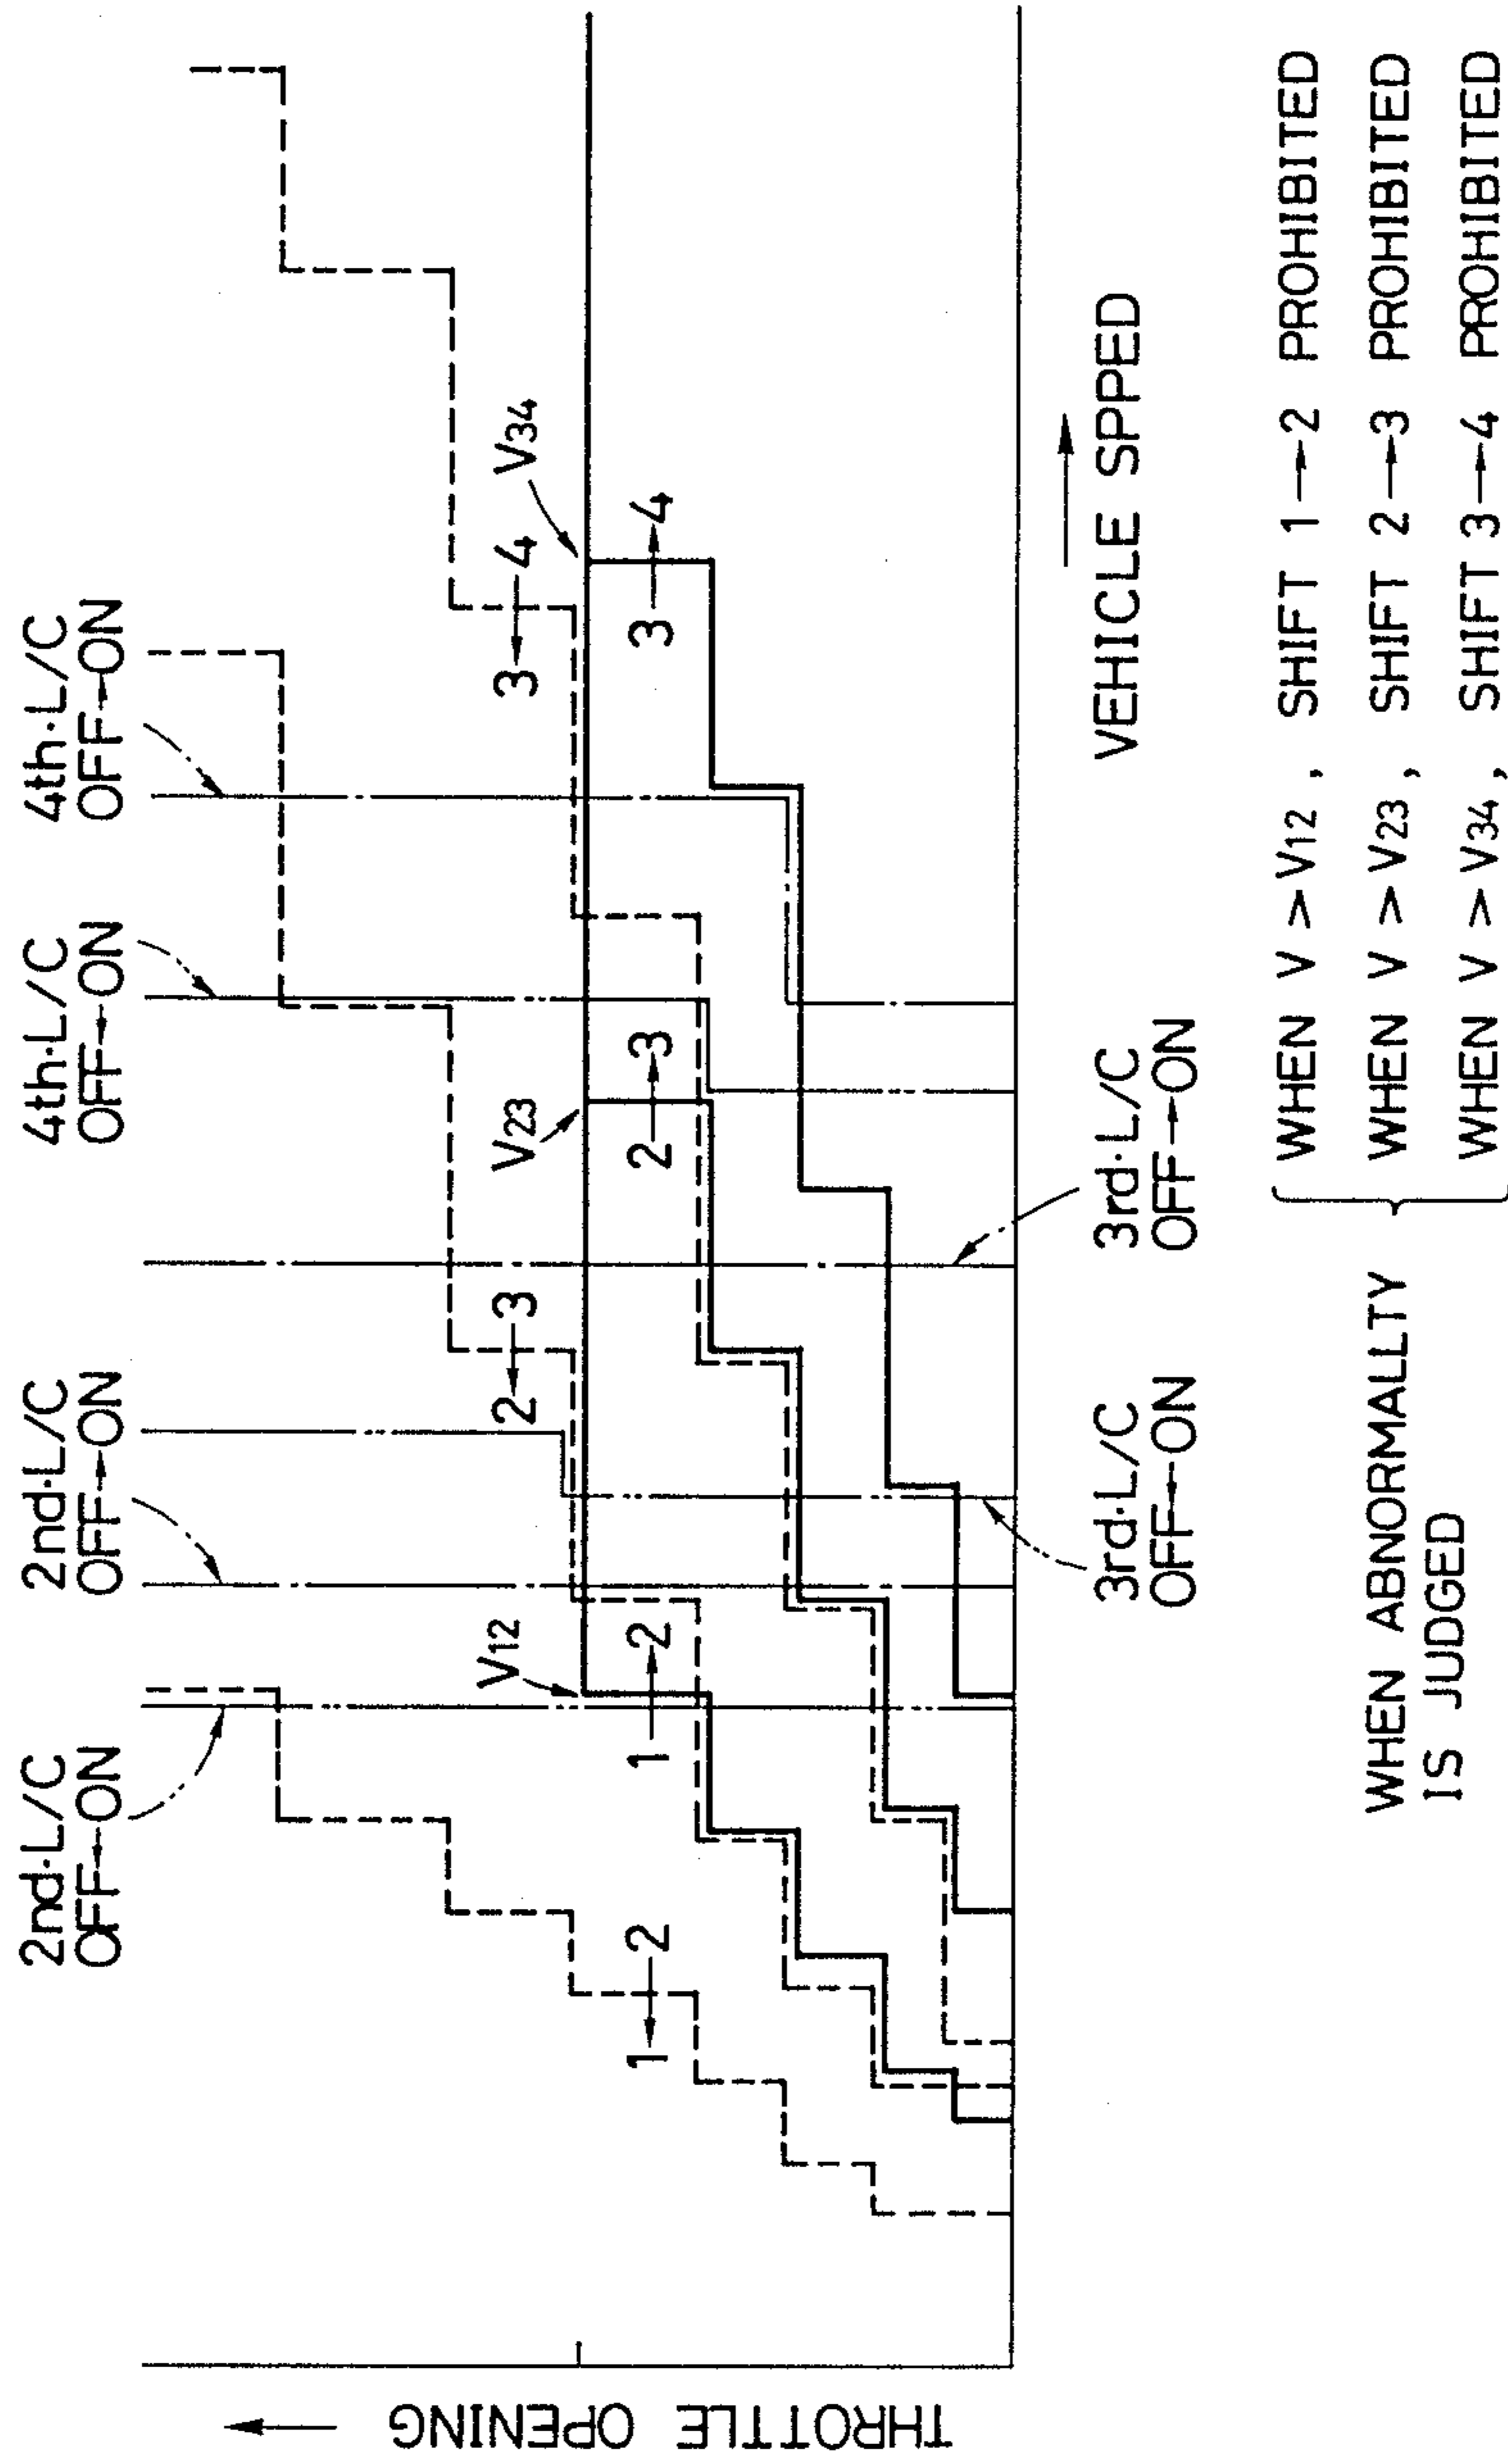 2nd·L/C
OFF←ON
2nd·L/C
OFF→ON
4th·L/C
OFF←ON
4th·L/C
OFF→ON
THROTTLE OPENING
1←2
V12
1→2
2←3
V23
2→3
3←4
V34
3→4
3rd·L/C
OFF←ON
3rd·L/C
OFF→ON
VEHICLE SPPED
WHEN ABNORMALLTY
IS JUDGED
WHEN V > V12, SHIFT 1→2 PROHIBITED
WHEN V > V23, SHIFT 2→3 PROHIBITED
WHEN V > V34, SHIFT 3→4 PROHIBITED